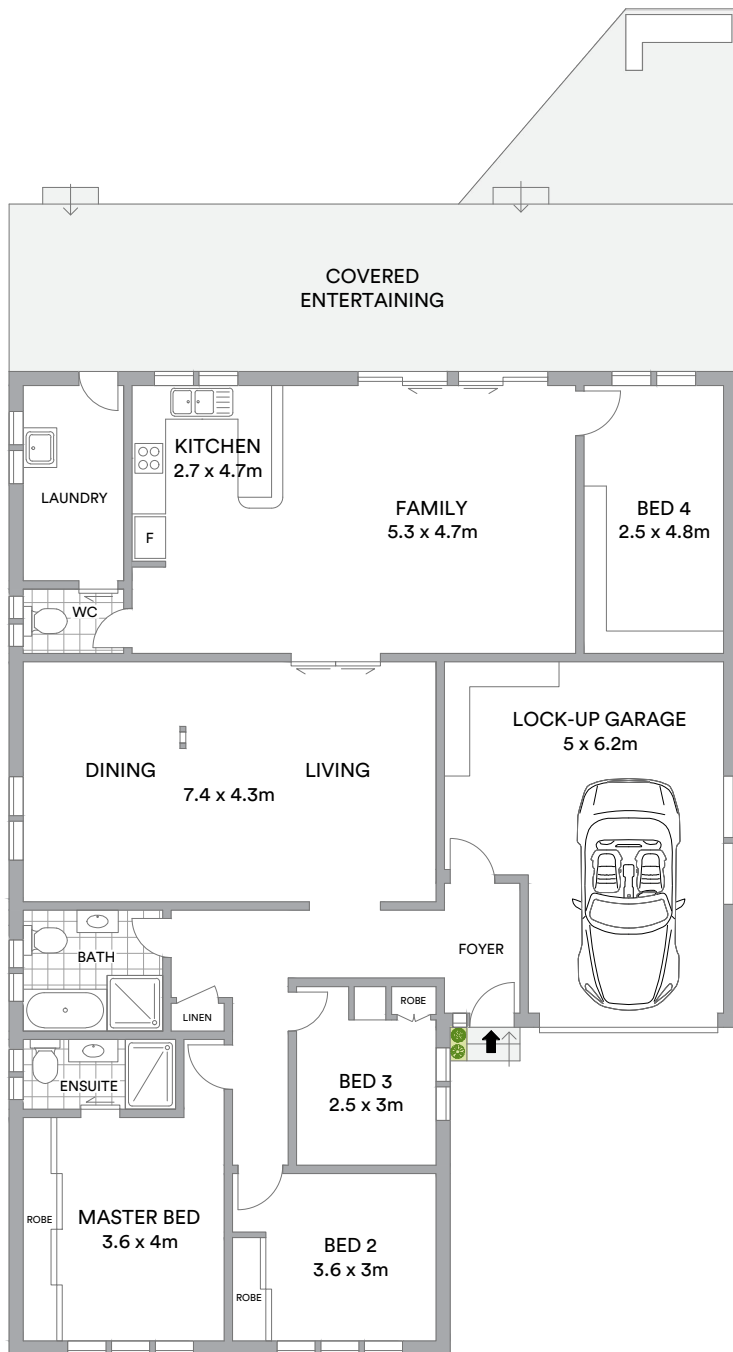 COVERED
ENTERTAINING
KITCHEN
2.7 x 4.7m
LAUNDRY
FAMILY
5.3 x 4.7m
BED 4
2.5 x 4.8m
F
WC
LOCK-UP GARAGE
5 x 6.2m
DINING
LIVING
7.4 x 4.3m
BATH
FOYER
LINEN
ROBE
ENSUITE
BED 3
2.5 x 3m
ROBE
MASTER BED
3.6 x 4m
BED 2
3.6 x 3m
ROBE